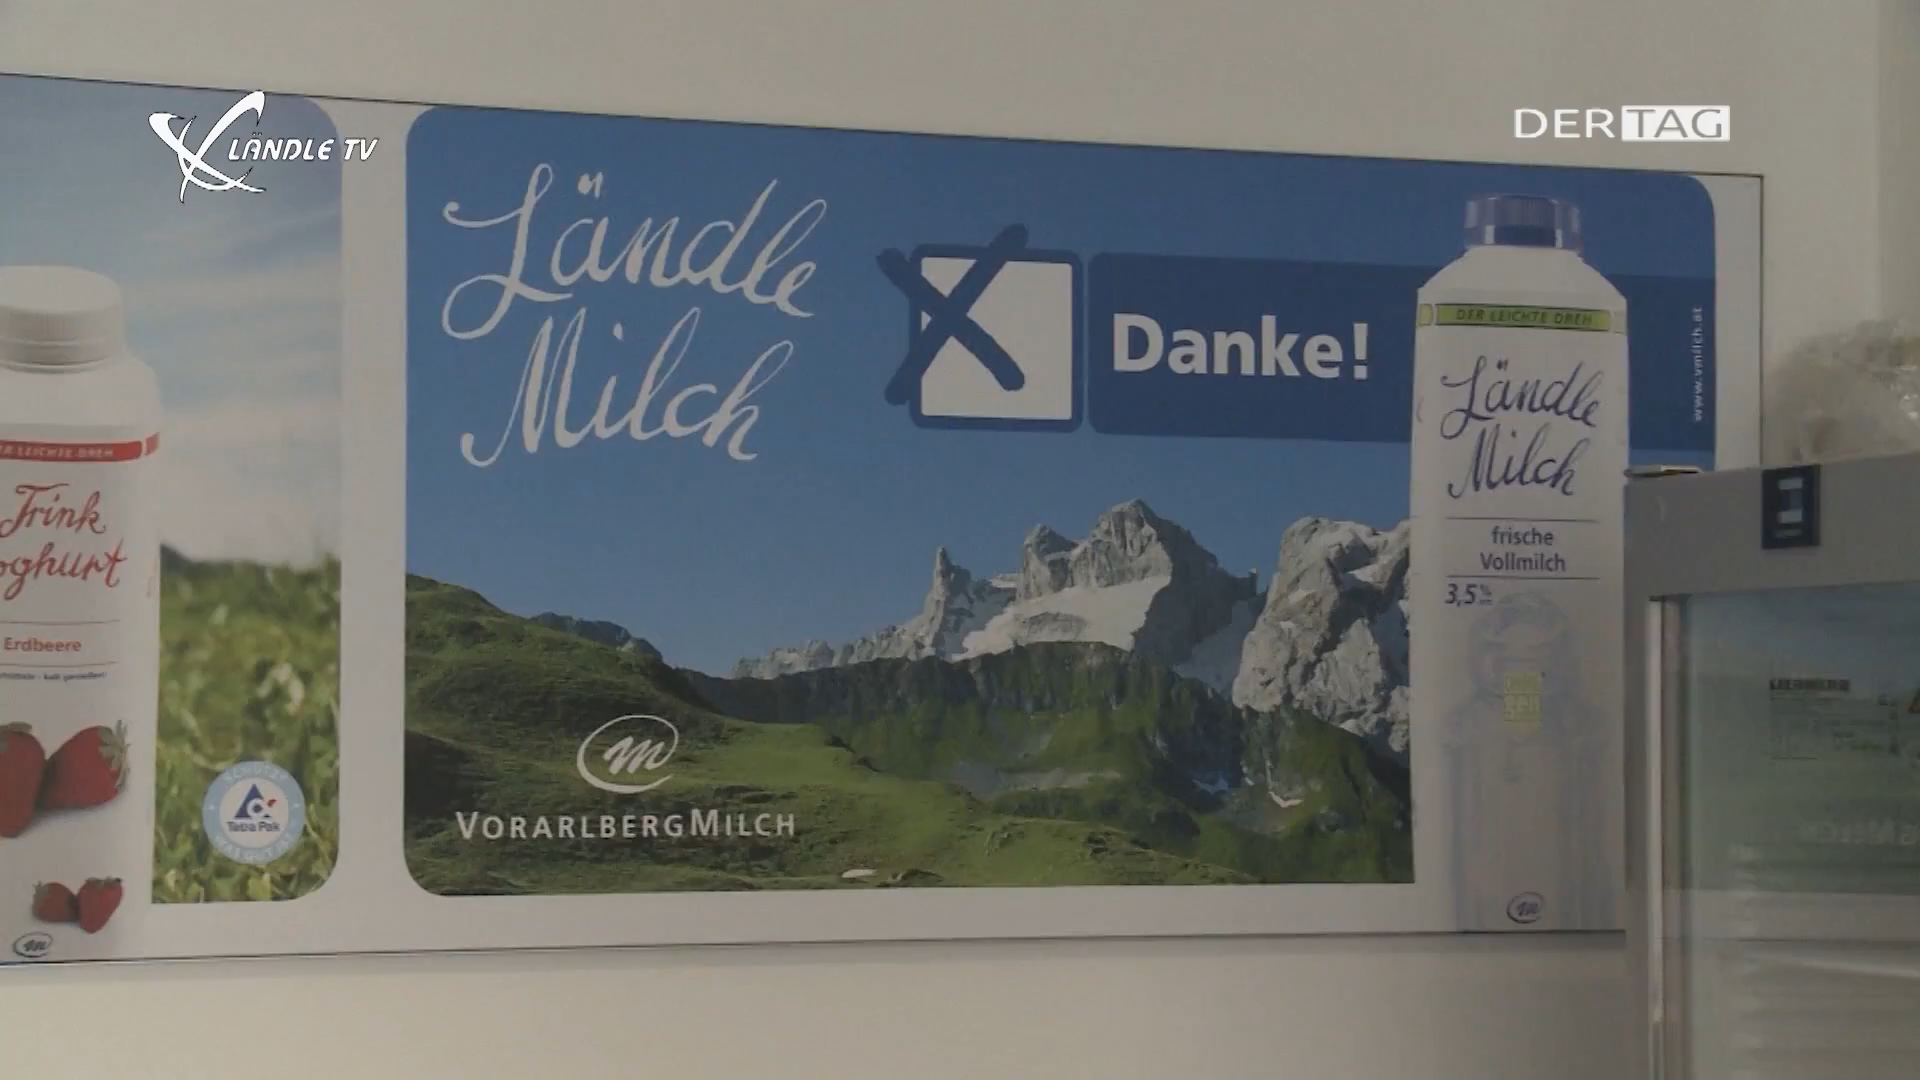 LÄNDLE TV
DERTAG
Ländle
Milch
Danke!
www.vmilch.at
DER LEICHTE DREH
Ländle
Milch
frische
Vollmilch
3,5%
VORARLBERGMILCH
Trink
Erdbeere
Tetra Pak